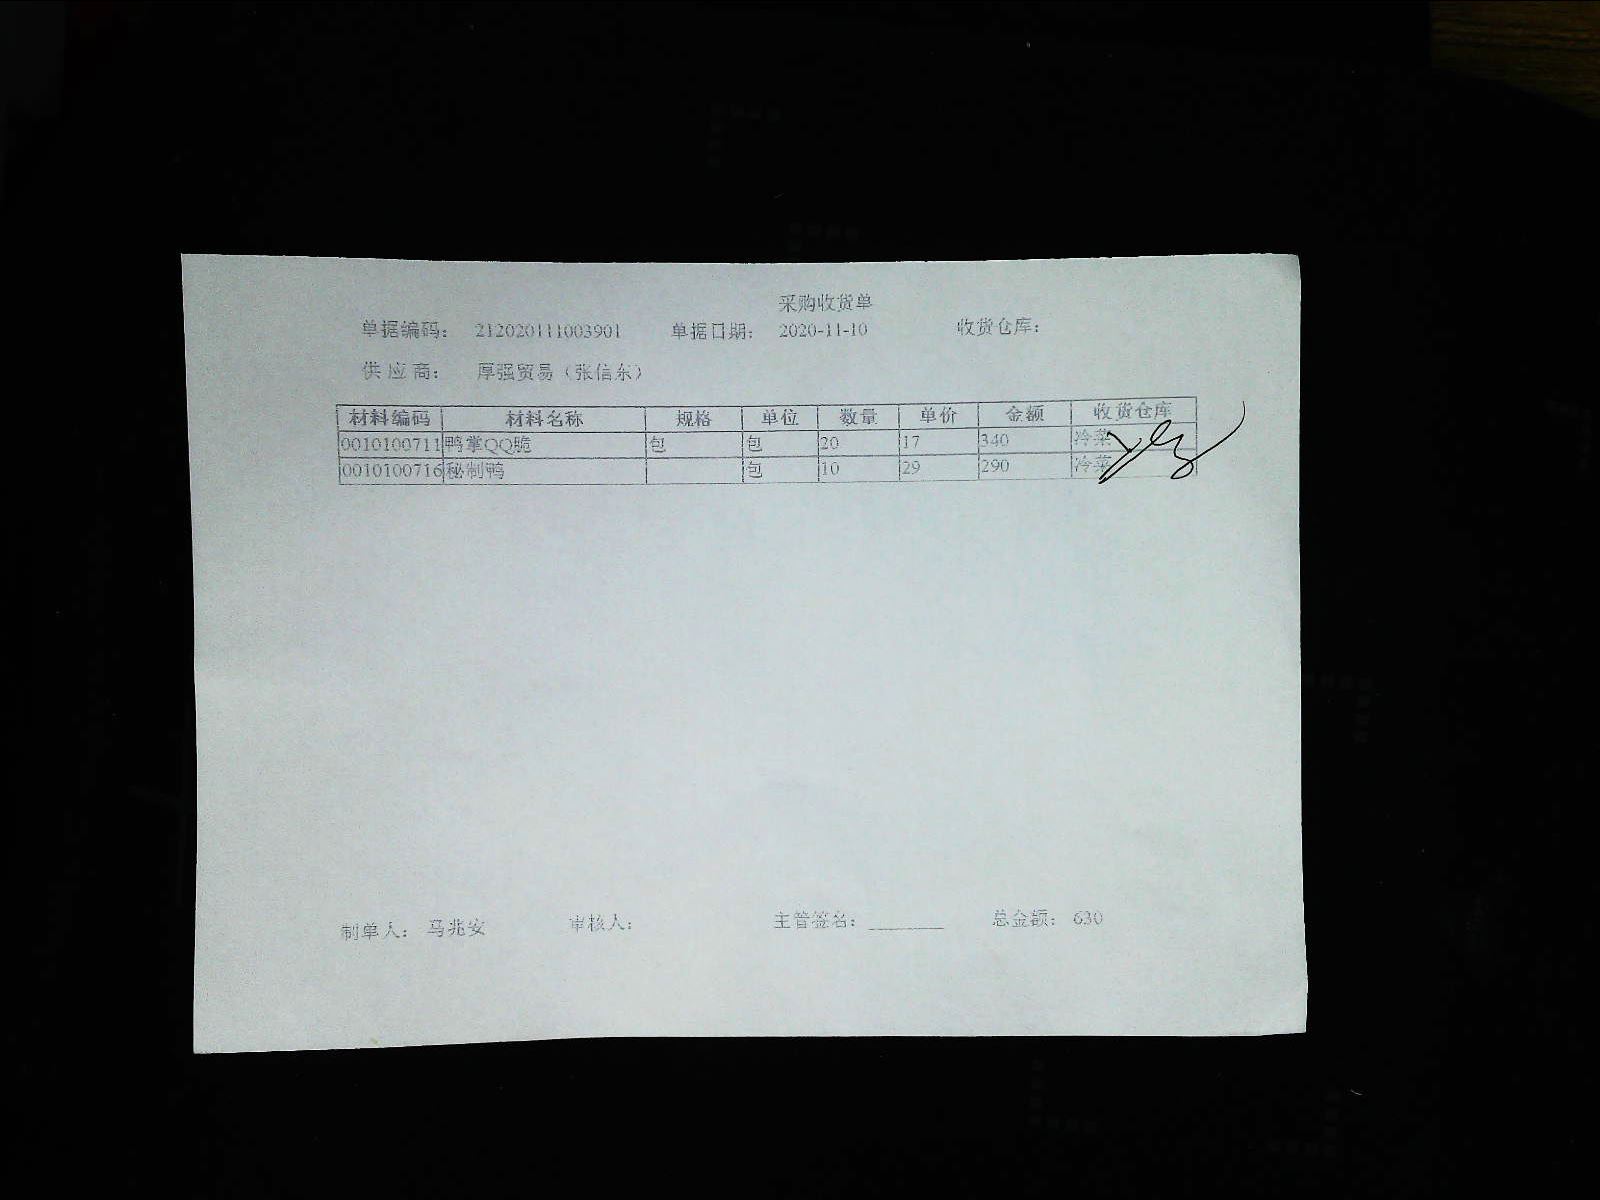 采购收货单
单据编码： 212020111003901 单据日期： 2020-11-10 收货仓库：
供应商： 厚强贸易（张信东）
材料编码 材料名称 规格 单位 数量 单价 金额 收货仓库
0010100711 鸭掌QQ脆 包 包 20 17 340 冷菜
0010100716 秘制鸭 包 10 29 290 冷菜
制单人： 马兆安 审核人： 主管签名： ________ 总金额： 630